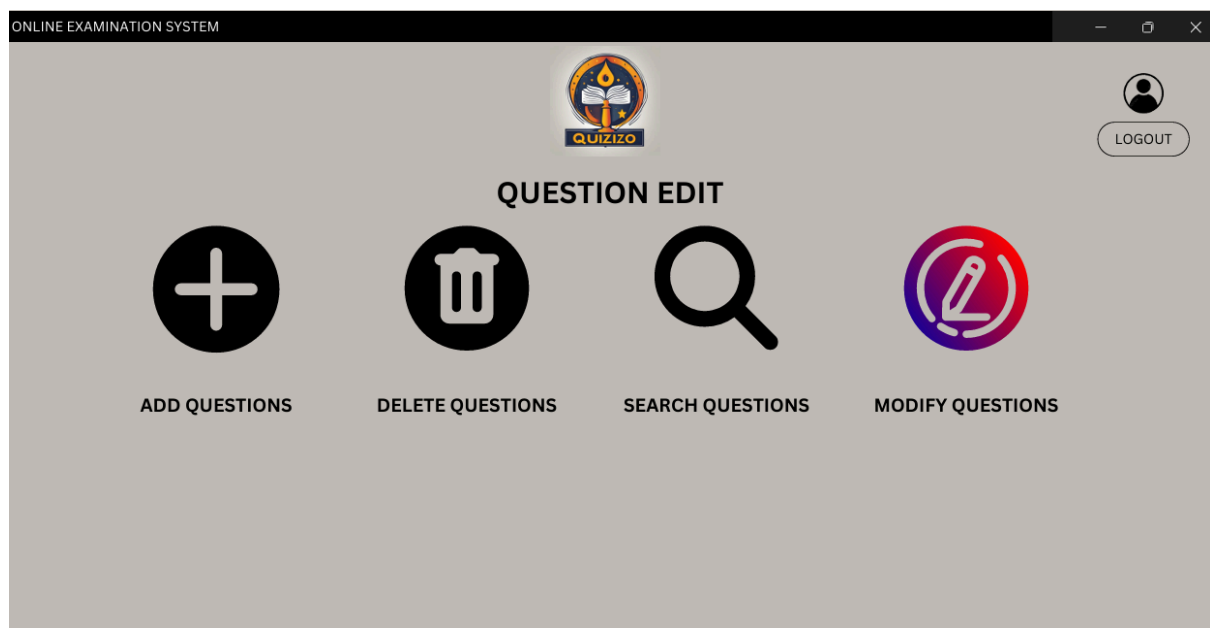 ONLINE EXAMINATION SYSTEM
QUIZIZO
LOGOUT
QUESTION EDIT
ADD QUESTIONS
DELETE QUESTIONS
SEARCH QUESTIONS
MODIFY QUESTIONS